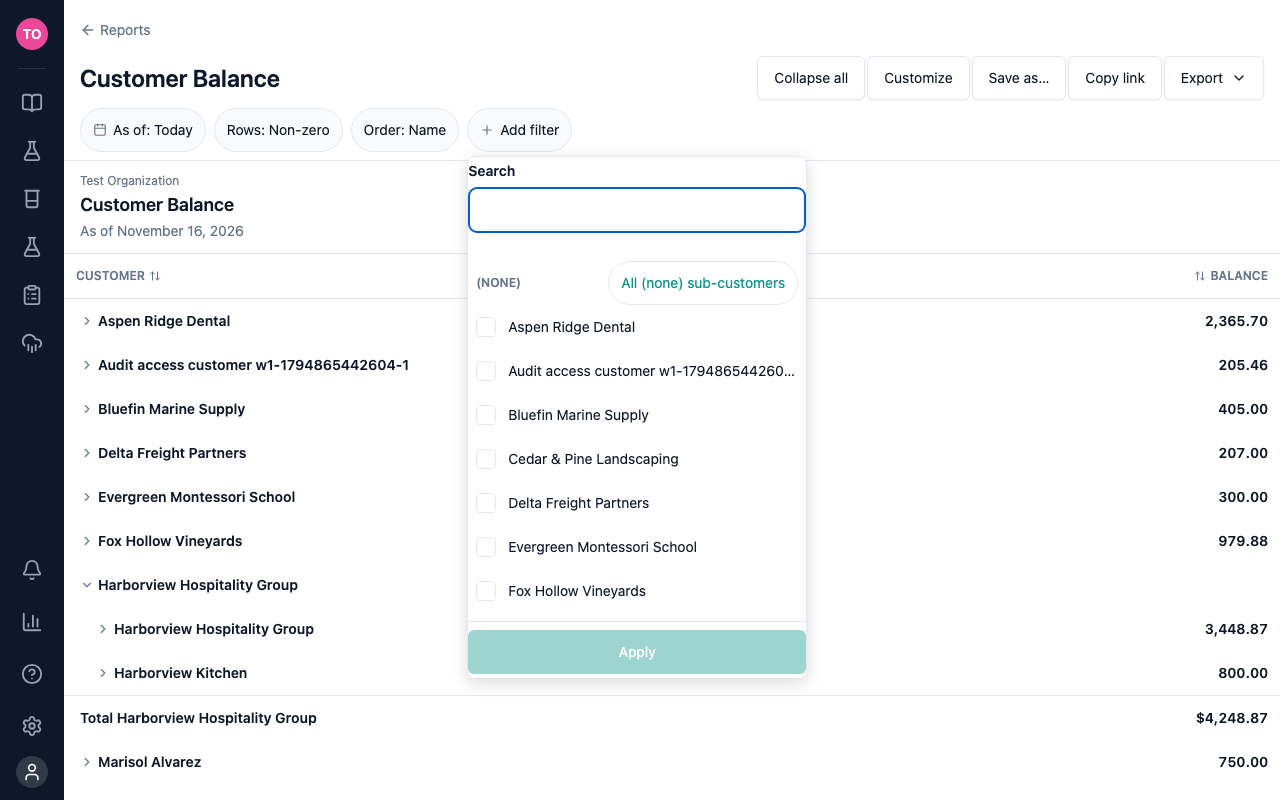 TO
Reports
Customer Balance
Collapse all
Customize
Save as...
Copy link
Export
As of: Today
Rows: Non-zero
Order: Name
Add filter
Test Organization
Customer Balance
As of November 16, 2026
Search
(NONE)
All (none) sub-customers
Aspen Ridge Dental
Audit access customer w1-179486544260...
Bluefin Marine Supply
Cedar & Pine Landscaping
Delta Freight Partners
Evergreen Montessori School
Fox Hollow Vineyards
Apply
CUSTOMER
BALANCE
Aspen Ridge Dental 2,365.70
Audit access customer w1-1794865442604-1 205.46
Bluefin Marine Supply 405.00
Delta Freight Partners 207.00
Evergreen Montessori School 300.00
Fox Hollow Vineyards 979.88
Harborview Hospitality Group
Harborview Hospitality Group 3,448.87
Harborview Kitchen 800.00
Total Harborview Hospitality Group $4,248.87
Marisol Alvarez 750.00